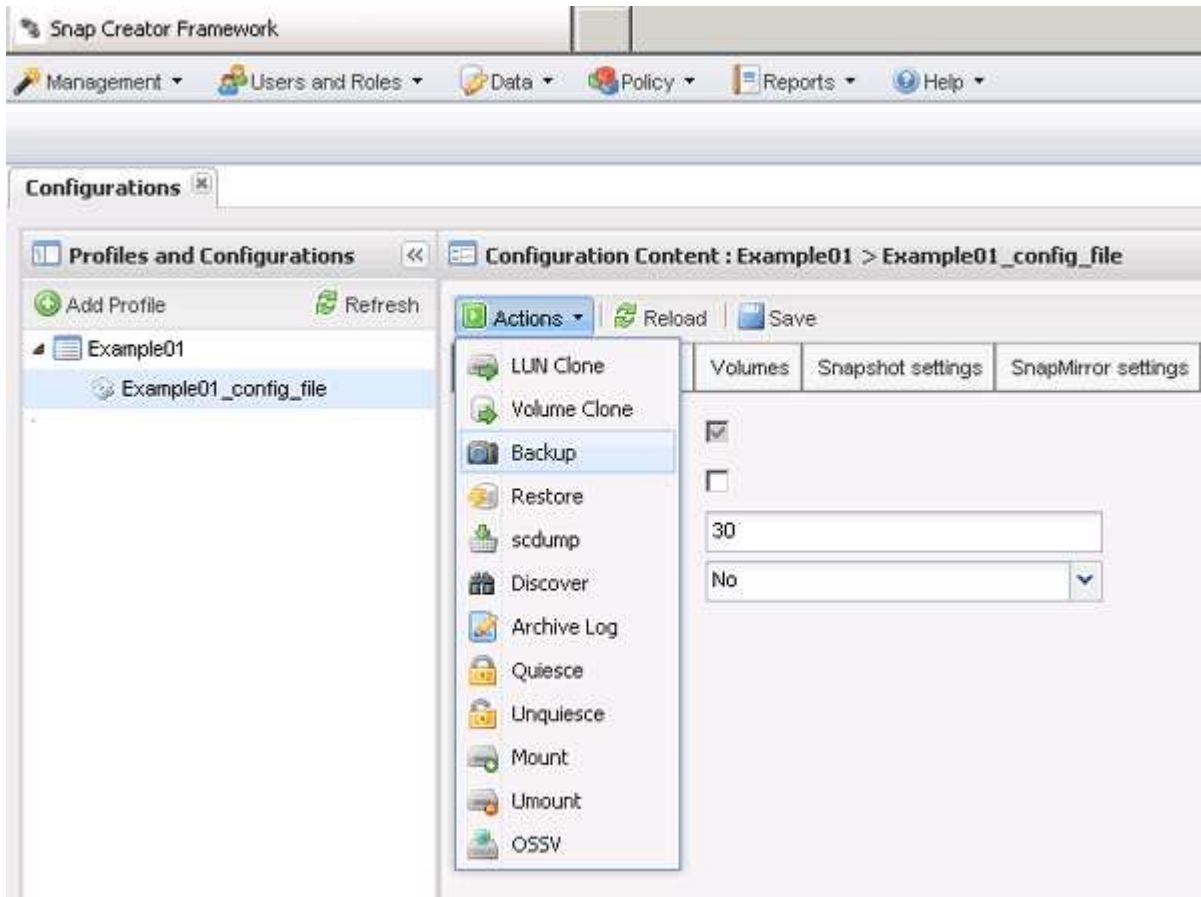 Snap Creator Framework
Management Users and Roles Data Policy Reports Help
Configurations
Profiles and Configurations
Add Profile Refresh
Example01
Example01_config_file
Configuration Content : Example01 > Example01_config_file
Actions Reload Save
Volumes Snapshot settings SnapMirror settings
LUN Clone
Volume Clone
Backup
Restore
scdump
Discover
Archive Log
Quiesce
Unquiesce
Mount
Umount
OSSV
30
No